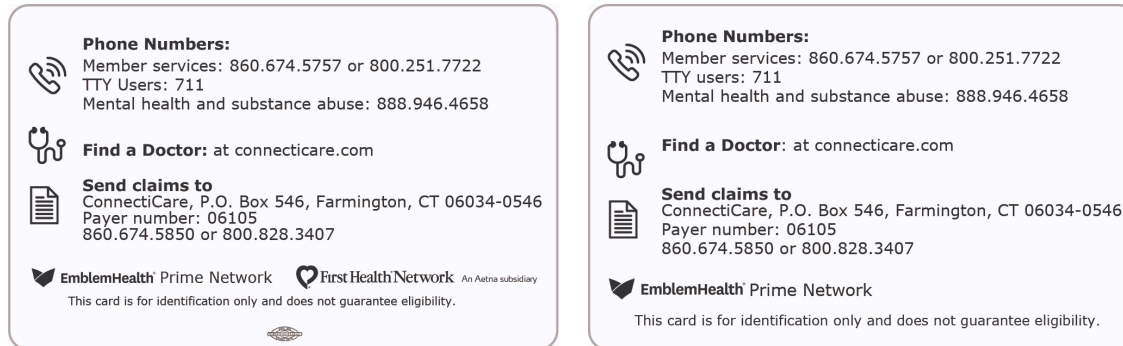 Phone Numbers:
Member services: 860.674.5757 or 800.251.7722
TTY Users: 711
Mental health and substance abuse: 888.946.4658
Find a Doctor: at connecticare.com
Send claims to
ConnectiCare, P.O. Box 546, Farmington, CT 06034-0546
Payer number: 06105
860.674.5850 or 800.828.3407
EmblemHealth® Prime Network First Health Network An Aetna subsidiary
This card is for identification only and does not guarantee eligibility.
Phone Numbers:
Member services: 860.674.5757 or 800.251.7722
TTY users: 711
Mental health and substance abuse: 888.946.4658
Find a Doctor: at connecticare.com
Send claims to
ConnectiCare, P.O. Box 546, Farmington, CT 06034-0546
Payer number: 06105
860.674.5850 or 800.828.3407
EmblemHealth® Prime Network
This card is for identification only and does not guarantee eligibility.